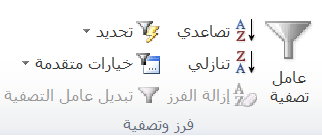 عامل
تصفية
تصاعدي
تنازلي
إزالة الفرز
تحديد
خيارات متقدمة
تبديل عامل التصفية
فرز وتصفية